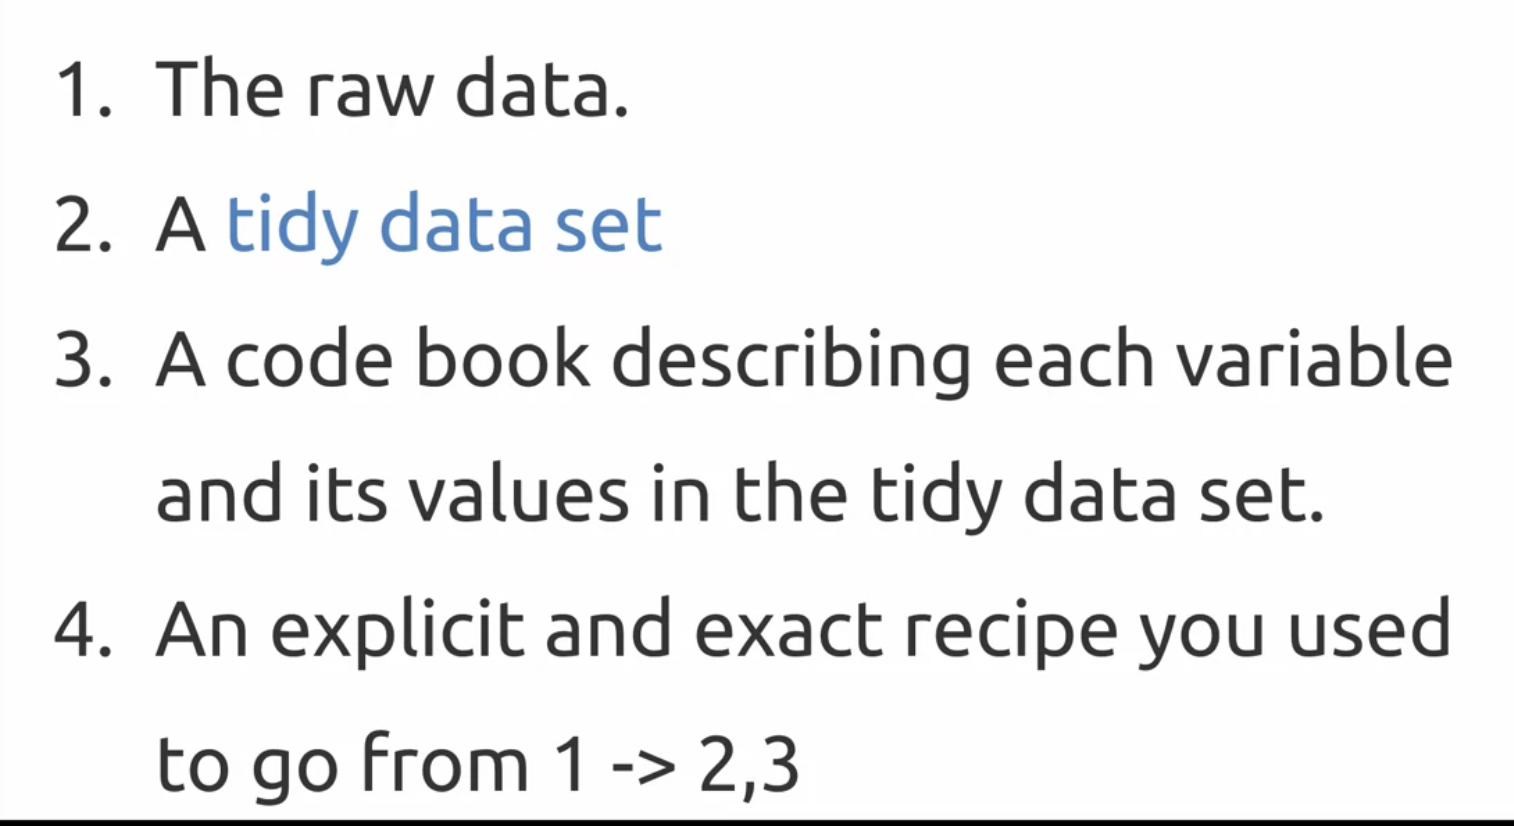 1. The raw data.
2. A tidy data set
3. A code book describing each variable
and its values in the tidy data set.
4. An explicit and exact recipe you used
to go from 1 -> 2,3